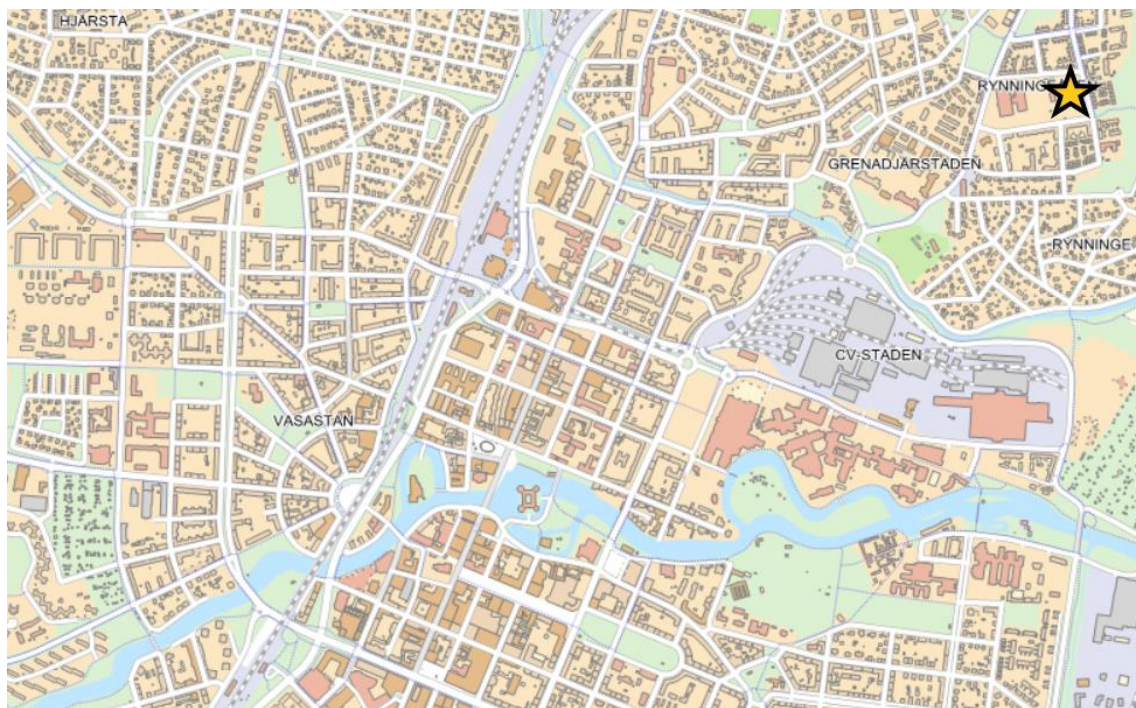 HJÄRSTA
GRENADJÄRSTADEN
RYNNINGE
CV-STADEN
VASASTAN